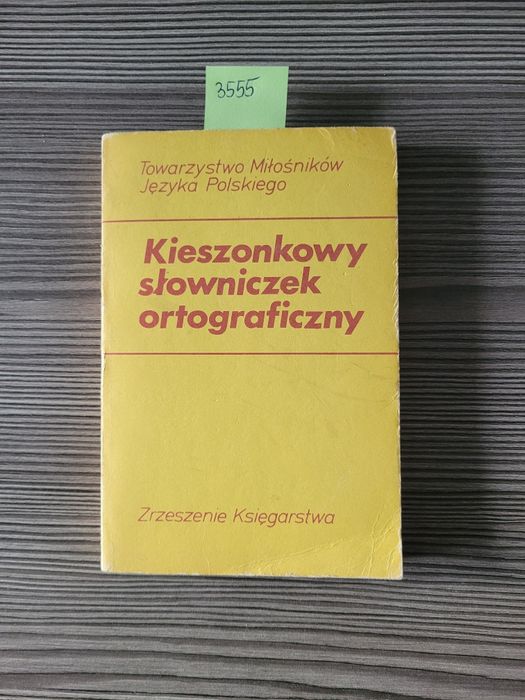 3555
Towarzystwo Miłośników
Języka Polskiego
Kieszonkowy
słowniczek
ortograficzny
Zrzeszenie Księgarstwa